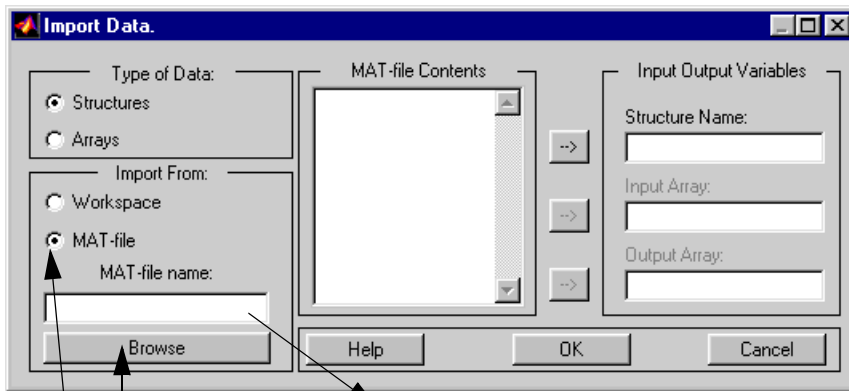 Import Data.
Type of Data:
Structures
Arrays
Import From:
Workspace
MAT-file
MAT-file name:
Browse
MAT-file Contents
-->
-->
-->
Input Output Variables
Structure Name:
Input Array:
Output Array:
Help
OK
Cancel